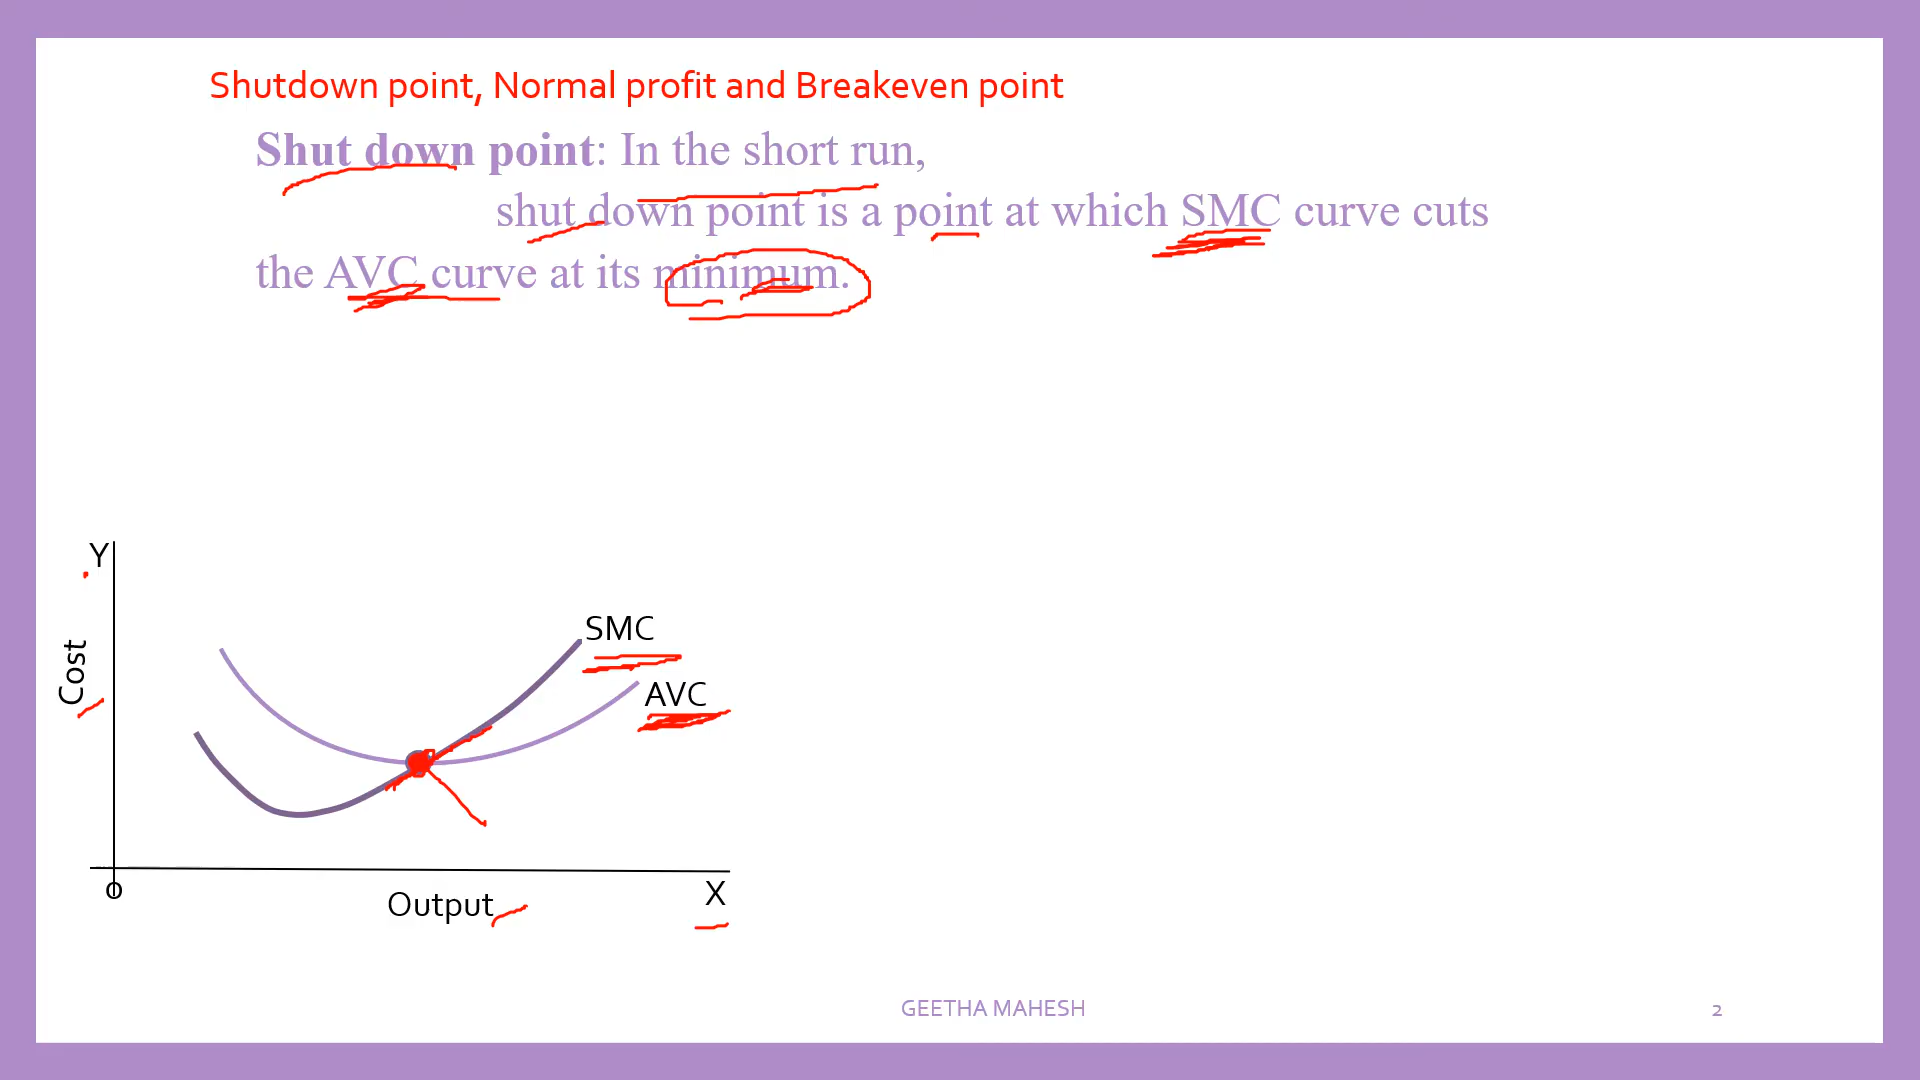 Shutdown point, Normal profit and Breakeven point
Shut down point: In the short run,
shut down point is a point at which SMC curve cuts
the AVC curve at its minimum.
Y
Cost
SMC
AVC
0
Output
X
GEETHA MAHESH
2